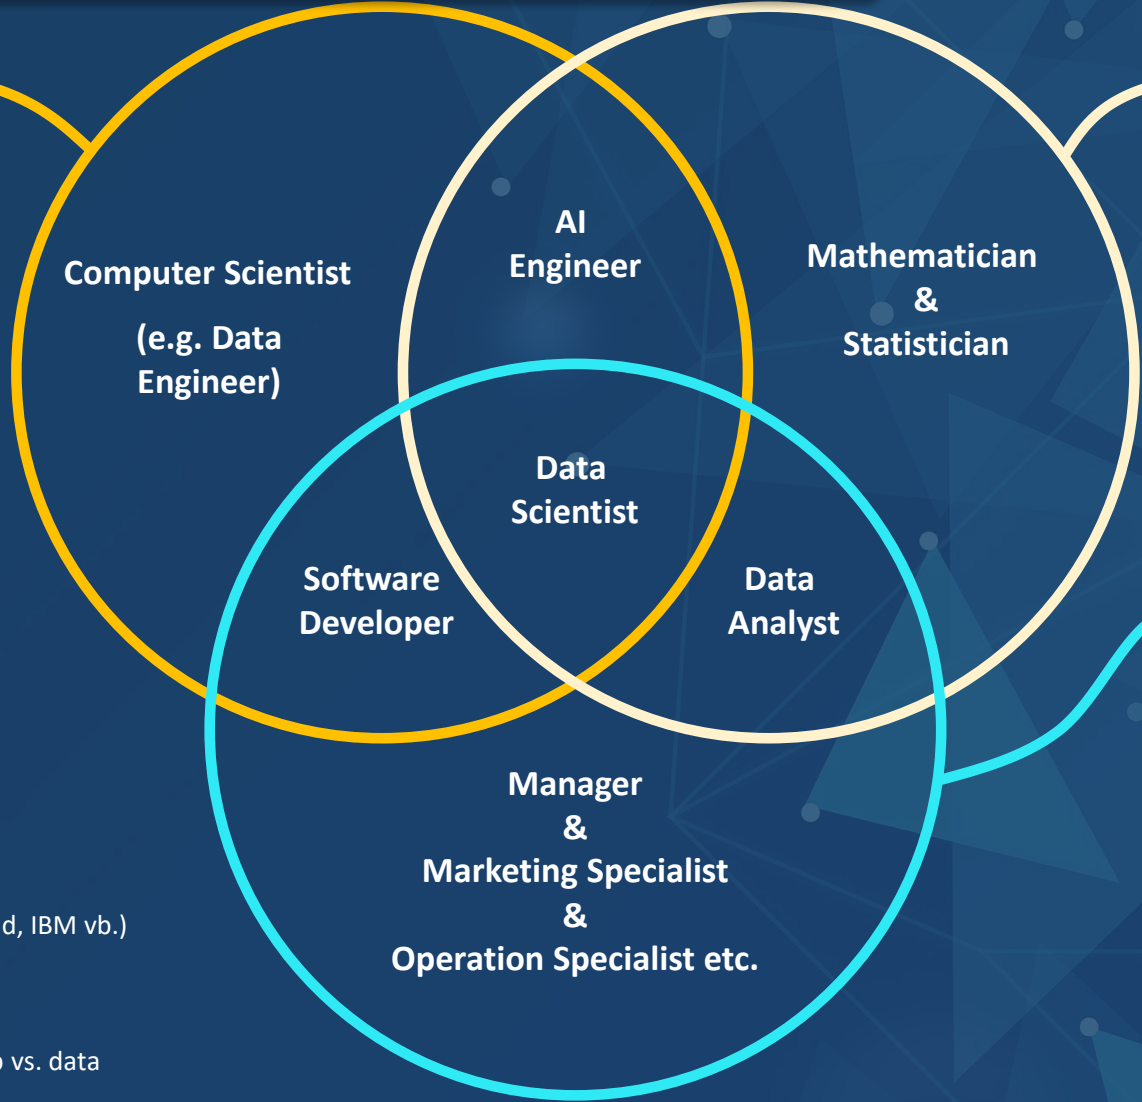 AI
Engineer
Computer Scientist
(e.g. Data
Engineer)
Mathematician
&
Statistician
Data
Scientist
Software
Developer
Data
Analyst
Manager
&
Marketing Specialist
&
Operation Specialist etc.
d, IBM vb.)
vs. data